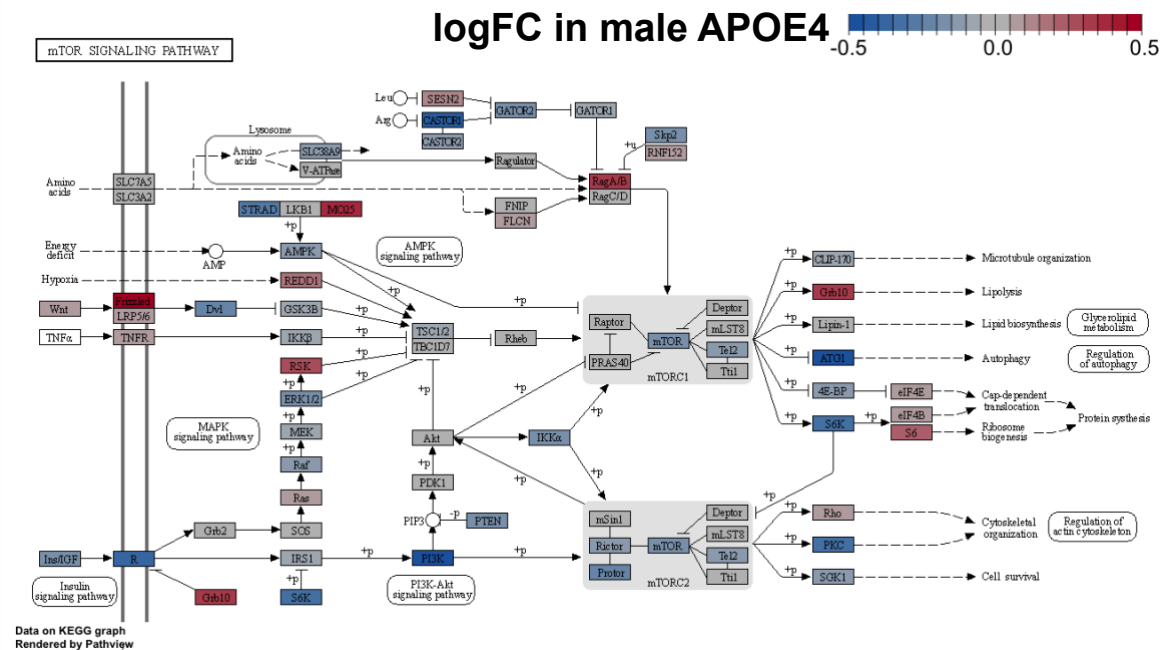 logFC in male APOE4
-0.5 0.0 0.5
mTOR SIGNALING PATHWAY
Leu
SESN2
GATOR2
GATOR1
Arg
CASTOR1
CASTOR2
Skp2
RNF152
+u
Lysosome
Amino
acids
SLC38A9
V-ATPase
Ragulator
Amino
acids
SLC7A5
SLC3A2
RagA/B
RagC/D
FNIP
FLCN
STRAD LKB1 MO25
+p
Energy
deficit
AMP
AMPK
AMPK
signaling pathway
Hypoxia
REDD1
+p
+p
+p
Wnt
Frizzled
LRP5/6
Dvl
GSK3B
+p
TNFα
TNFR
IKKβ
+p
TSC1/2
TBC1D7
Rheb
RSK
+p
+p
ERK1/2
+p
+p
MEK
+p
Raf
+p
Ras
SOS
Grb2
MAPK
signaling pathway
Raptor
PRAS40
mTOR
Deptor
mLST8
Tel2
Tti1
mTORC1
+p
+p
+p
CLIP-170
Microtubule organization
+p
Grb10
Lipolysis
+p
Lipin-1
Lipid biosynthesis
Glycerolipid
metabolism
+p
ATG1
Autophagy
Regulation
of autophagy
+p
4E-BP
eIF4E
Cap-dependent
translocation
+p
S6K
+p
eIF4B
S6
Ribosome
biogenesis
Protein systhesis
Akt
+p
PDK1
+p
IKKα
+p
+p
PIP3
-p
PTEN
Ins/IGF
R
IRS1
+p
PI3K
+p
Insulin
signaling pathway
Grb10
+p
S6K
PI3K-Akt
signaling pathway
mSin1
Rictor
Protor
mTOR
Deptor
mLST8
Tel2
Tti1
mTORC2
+p
+p
Rho
+p
PKC
Cytoskeletal
organization
Regulation of
actin cytoskeleton
+p
SGK1
Cell survival
Data on KEGG graph
Rendered by Pathview